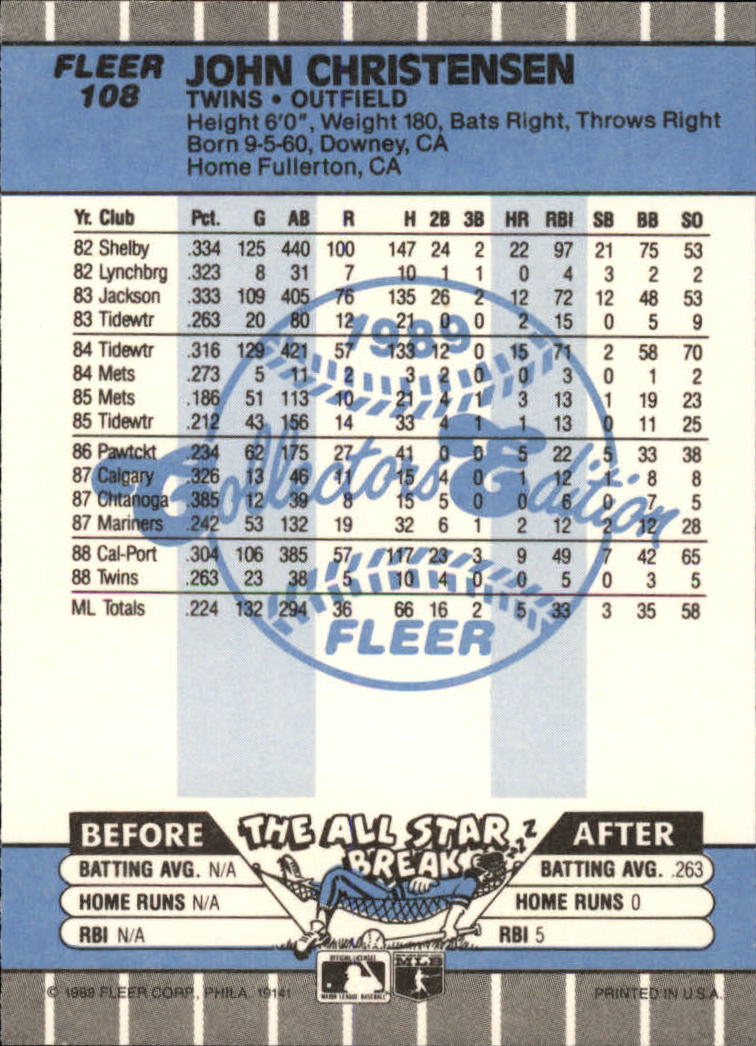 FLEER JOHN CHRISTENSEN
108 TWINS • OUTFIELD
Height 6'0", Weight 180, Bats Right, Throws Right
Born 9-5-60, Downey, CA
Home Fullerton, CA
Yr. Club Pct. G AB R H 2B 3B HR RBI SB BB SO
82 Shelby .334 125 440 100 147 24 2 22 97 21 75 53
82 Lynchbrg .323 8 31 7 10 1 1 0 4 3 2 2
83 Jackson .333 109 405 76 135 26 2 12 72 12 48 53
83 Tidewtr .263 20 80 12 21 0 0 2 15 0 5 9
84 Tidewtr .316 129 421 57 133 12 0 15 71 2 58 70
84 Mets .273 5 11 2 3 2 0 0 3 0 1 2
85 Mets .186 51 113 10 21 4 1 3 13 1 19 23
85 Tidewtr .212 43 156 14 33 4 1 1 13 0 11 25
86 Pawtckt .234 62 175 27 41 0 0 5 22 5 33 38
87 Calgary .326 13 46 11 15 4 0 1 12 1 8 8
87 Chtanoga .385 12 39 8 15 5 0 0 6 0 7 5
87 Mariners .242 53 132 19 32 6 1 2 12 2 12 28
88 Cal-Port .304 106 385 57 117 23 3 9 49 7 42 65
88 Twins .263 23 38 5 10 4 0 0 5 0 3 5
ML Totals .224 132 294 36 66 16 2 5 33 3 35 58
1989
Collectors' Edition
FLEER
BEFORE THE ALL STAR BREAK zzZ AFTER
BATTING AVG. N/A BATTING AVG. .263
HOME RUNS N/A HOME RUNS 0
RBI N/A RBI 5
OFFICIAL LICENSEE MLB
MAJOR LEAGUE BASEBALL
© 1989 FLEER CORP., PHILA. 19141 PRINTED IN U.S.A.